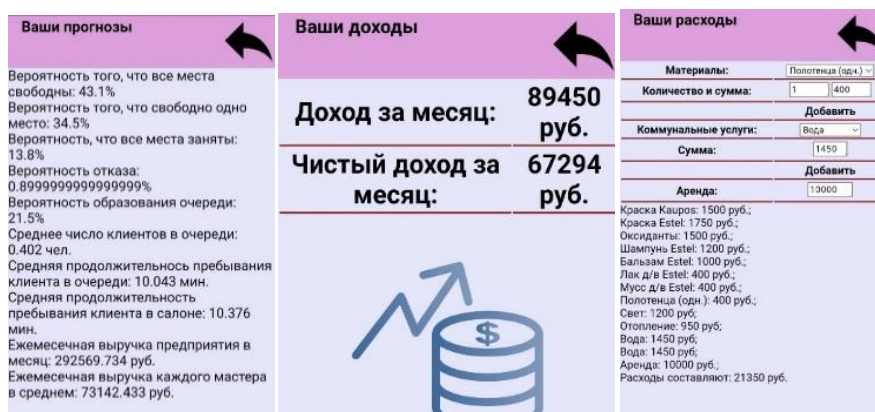 Ваши прогнозы
Вероятность того, что все места
свободны: 43.1%
Вероятность того, что свободно одно
место: 34.5%
Вероятность, что все места заняты:
13.8%
Вероятность отказа:
0.8999999999999999%
Вероятность образования очереди:
21.5%
Среднее число клиентов в очереди:
0.402 чел.
Средняя продолжительнось пребывания
клиента в очереди: 10.043 мин.
Средняя продолжительность
пребывания клиента в салоне: 10.376
мин.
Ежемесечная выручка предприятия в
месяц: 292569.734 руб.
Ежемесечная выручка каждого мастера
в среднем: 73142.433 руб.
Ваши доходы
Доход за месяц: 89450
руб.
Чистый доход за 67294
месяц: руб.
$
Ваши расходы
Материалы: Полотенца (одн.)
Количество и сумма: 1 400
Добавить
Коммунальные услуги: Вода
Сумма: 1450
Добавить
Аренда: 10000
Краска Kaupos: 1500 руб.;
Краска Estel: 1750 руб.;
Оксиданты: 1500 руб.;
Шампунь Estel: 1200 руб.;
Бальзам Estel: 1000 руб.;
Лак д/в Estel: 400 руб.;
Мусс д/в Estel: 400 руб.;
Полотенца (одн.): 400 руб.;
Свет: 1200 руб;
Отопление: 950 руб;
Вода: 1450 руб;
Вода: 1450 руб;
Аренда: 10000 руб.;
Расходы составляют: 21350 руб.